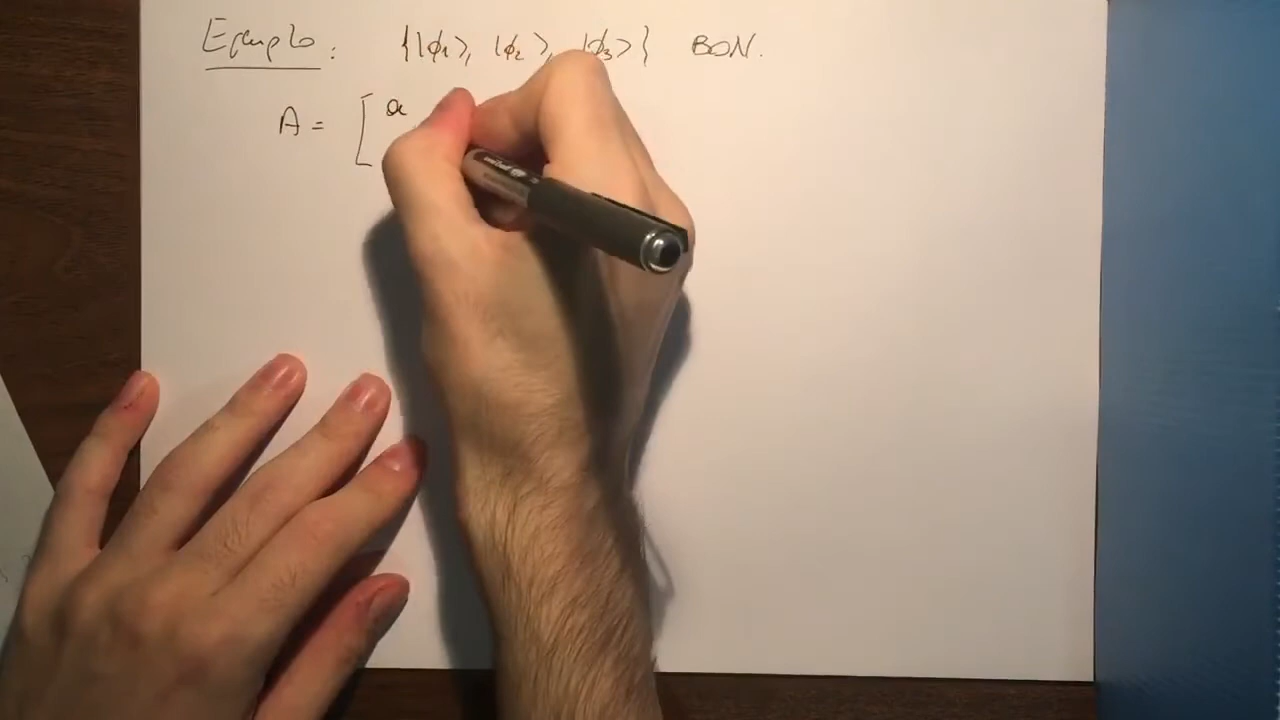 Ejemplo: {|ϕ₁⟩, |ϕ₂⟩, |ϕ₃⟩} BON.
A = [ a